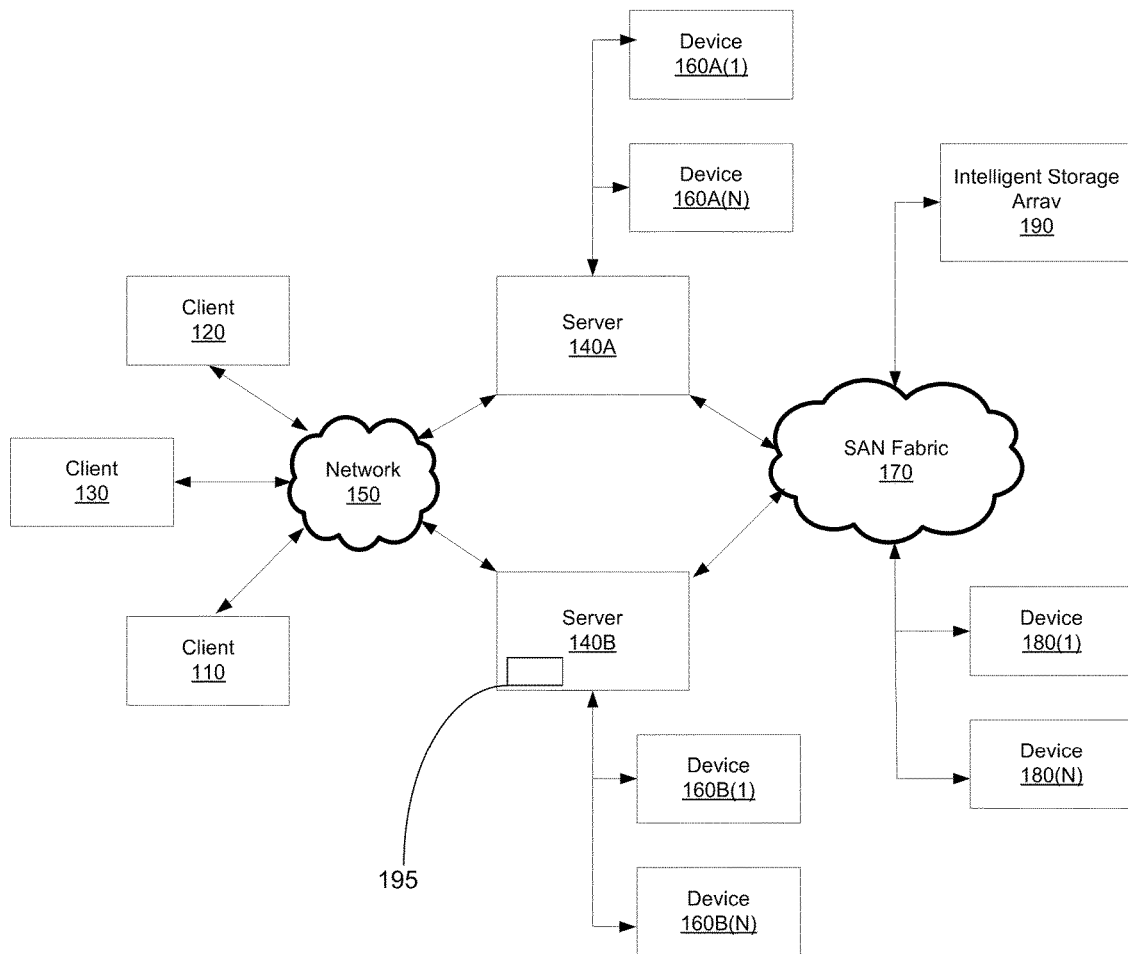 Device
160A(1)
Device
160A(N)
Intelligent Storage
Arrav
190
Client
120
Server
140A
Client
130
Network
150
SAN Fabric
170
Client
110
Server
140B
Device
180(1)
Device
180(N)
Device
160B(1)
195
Device
160B(N)